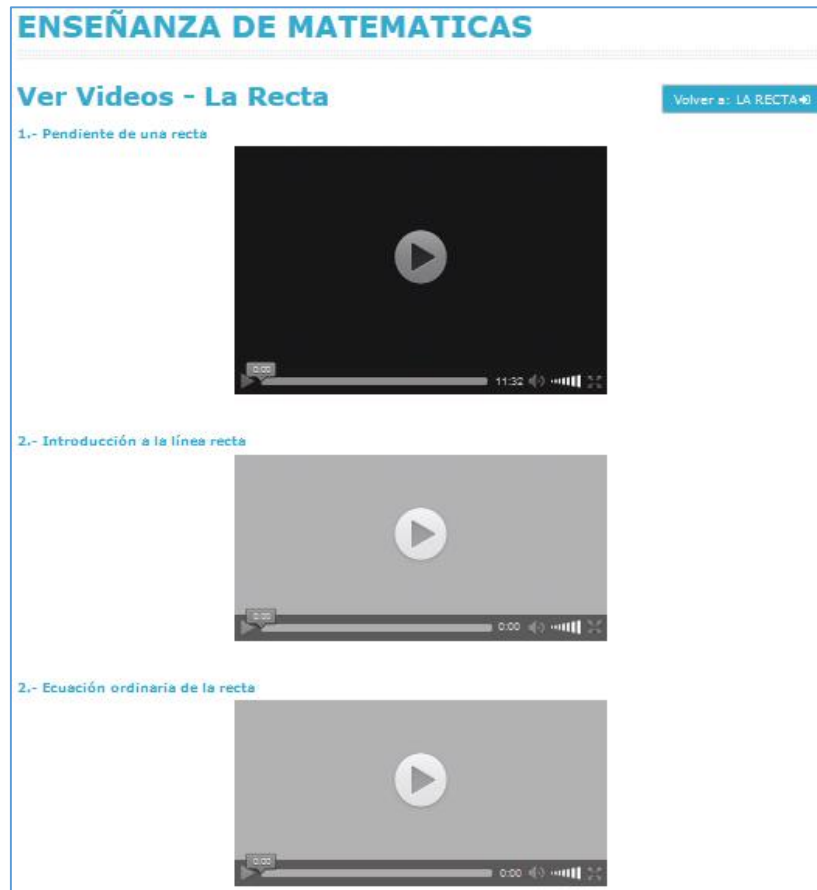 ENSEÑANZA DE MATEMATICAS
Ver Videos - La Recta
Volver a: LA RECTA
1.- Pendiente de una recta
0:00
11:32
2.- Introducción a la línea recta
0:00
0:00
2.- Ecuación ordinaria de la recta
0:00
0:00